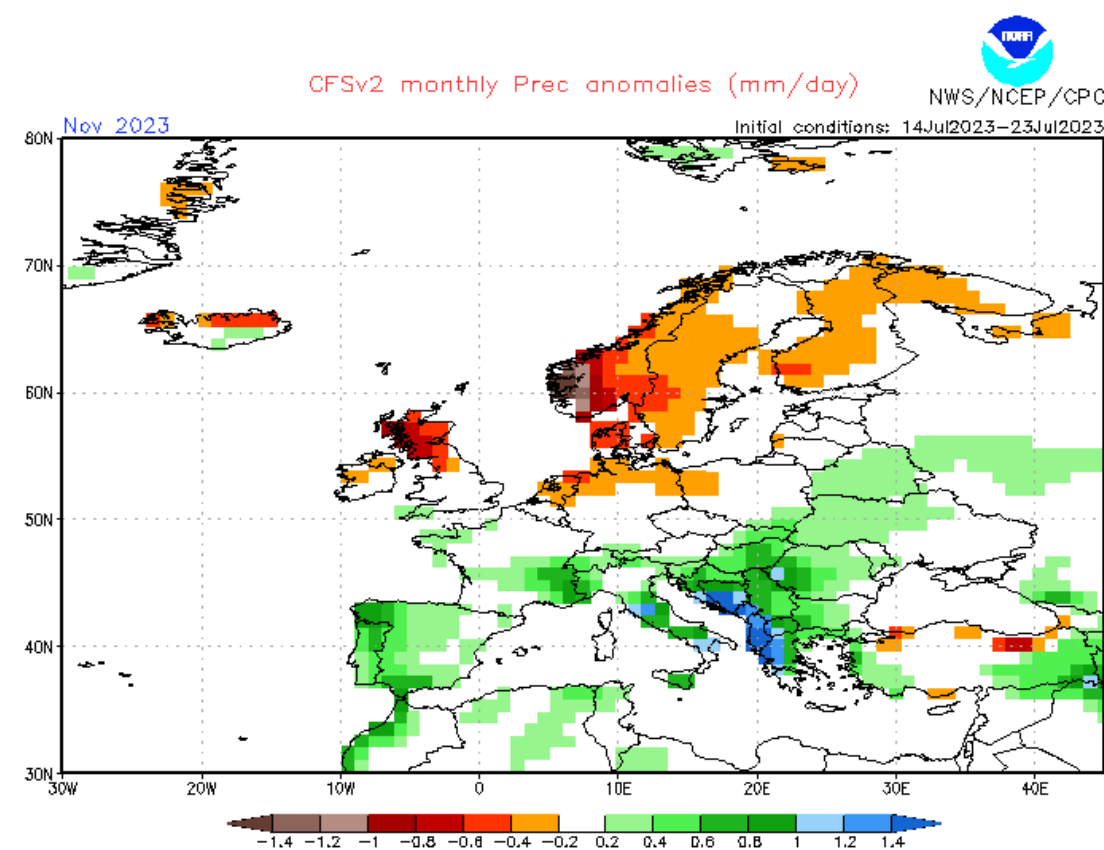 NOAA
CFSv2 monthly Prec anomalies (mm/day)
NWS/NCEP/CPC
Nov 2023
Initial conditions: 14Jul2023–23Jul2023
80N
70N
60N
50N
40N
30N
30W 20W 10W 0 10E 20E 30E 40E
−1.4 −1.2 −1 −0.8 −0.6 −0.4 −0.2 0.2 0.4 0.6 0.8 1 1.2 1.4